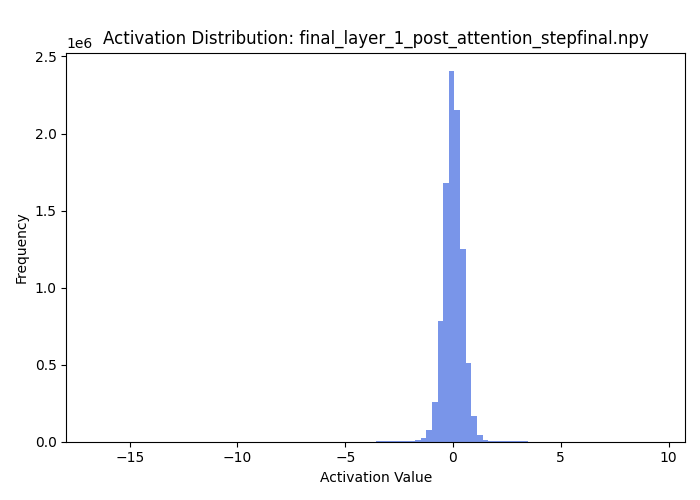 Activation Distribution: final_layer_1_post_attention_stepfinal.npy
1e6
2.5
2.0
1.5
1.0
0.5
0.0
Frequency
−15 −10 −5 0 5 10
Activation Value